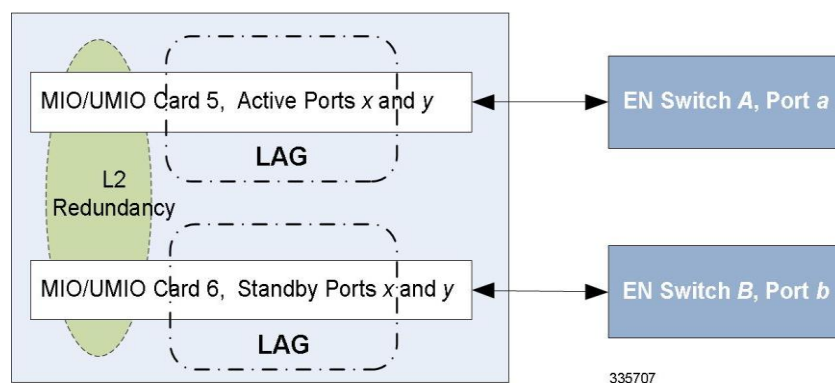 MIO/UMIO Card 5, Active Ports x and y
EN Switch A, Port a
LAG
L2
Redundancy
MIO/UMIO Card 6, Standby Ports x and y
EN Switch B, Port b
LAG
335707